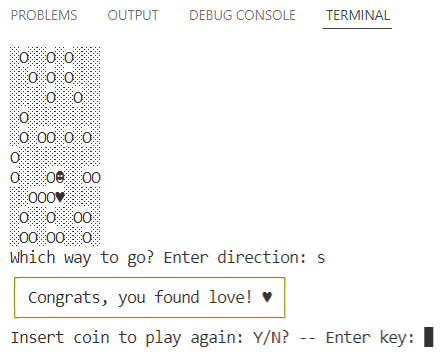 PROBLEMS OUTPUT DEBUG CONSOLE TERMINAL
░O░░O░O░░░
░░O░O░O░░░
░░░░O░░O░░
░O░░░░░░░░
░O░OO░O░O░
O░░░░░░░░░
O░░░O☻░░OO
░░OOO♥░░░░
░O░░O░░OO░
░OO░OO░░O░
Which way to go? Enter direction: s
Congrats, you found love! ♥
Insert coin to play again: Y/N? -- Enter key: